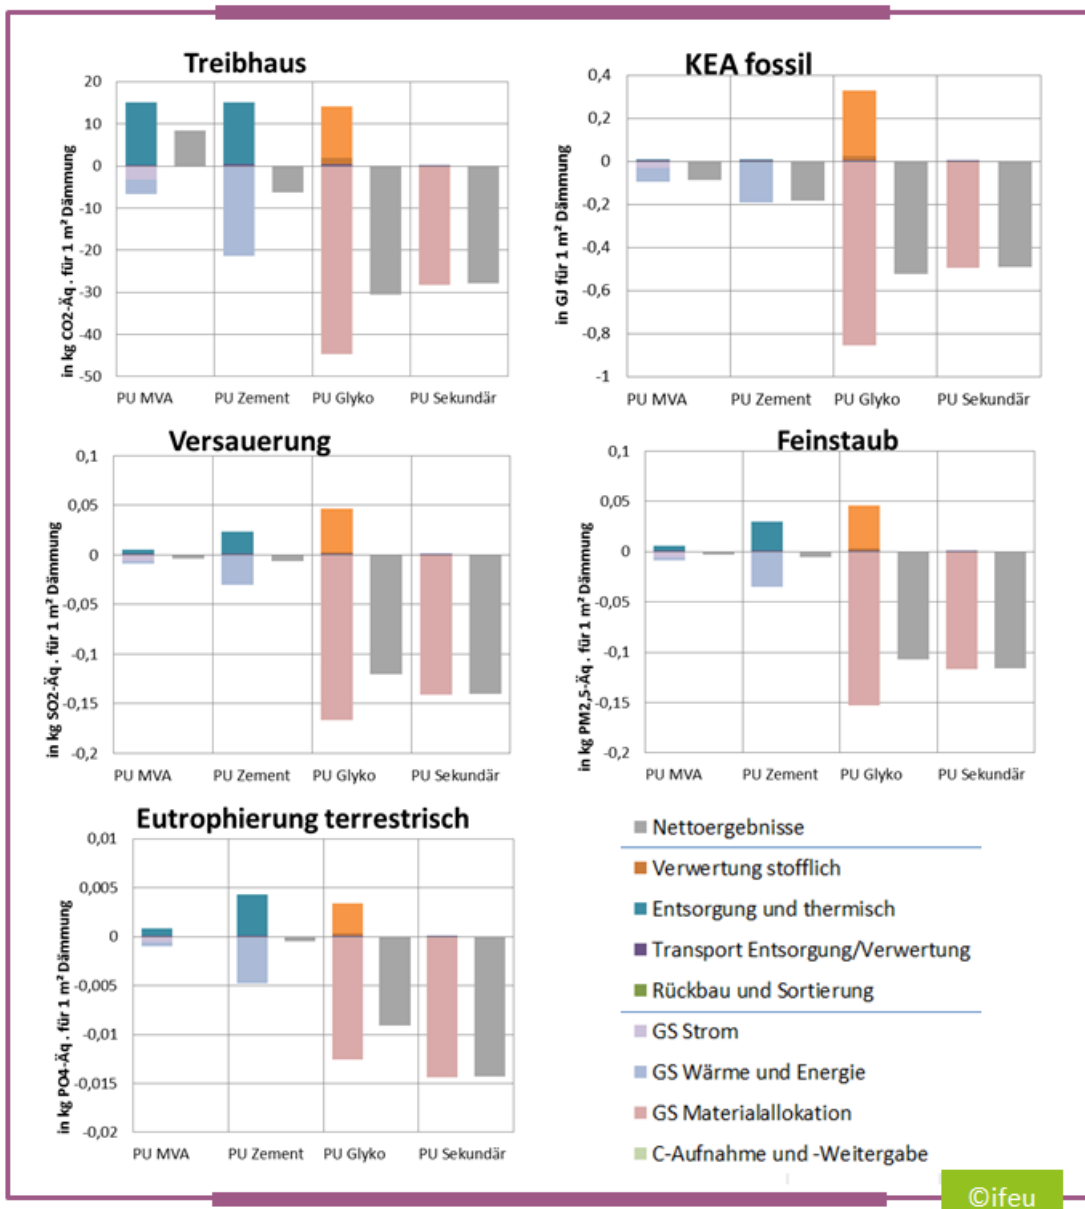 Treibhaus
in kg CO2-Äq . für 1 m² Dämmung
20
10
0
-10
-20
-30
-40
-50
PU MVA PU Zement PU Glyko PU Sekundär
KEA fossil
in GJ für 1 m² Dämmung
0,4
0,2
0
-0,2
-0,4
-0,6
-0,8
-1
PU MVA PU Zement PU Glyko PU Sekundär
Versauerung
in kg SO2-Äq . für 1 m² Dämmung
0,1
0,05
0
-0,05
-0,1
-0,15
-0,2
PU MVA PU Zement PU Glyko PU Sekundär
Feinstaub
in kg PM2,5-Äq . für 1 m² Dämmung
0,1
0,05
0
-0,05
-0,1
-0,15
-0,2
PU MVA PU Zement PU Glyko PU Sekundär
Eutrophierung terrestrisch
in kg PO4-Äq . für 1 m² Dämmung
0,01
0,005
0
-0,005
-0,01
-0,015
-0,02
PU MVA PU Zement PU Glyko PU Sekundär
Nettoergebnisse
Verwertung stofflich
Entsorgung und thermisch
Transport Entsorgung/Verwertung
Rückbau und Sortierung
GS Strom
GS Wärme und Energie
GS Materialallokation
C-Aufnahme und -Weitergabe
©ifeu